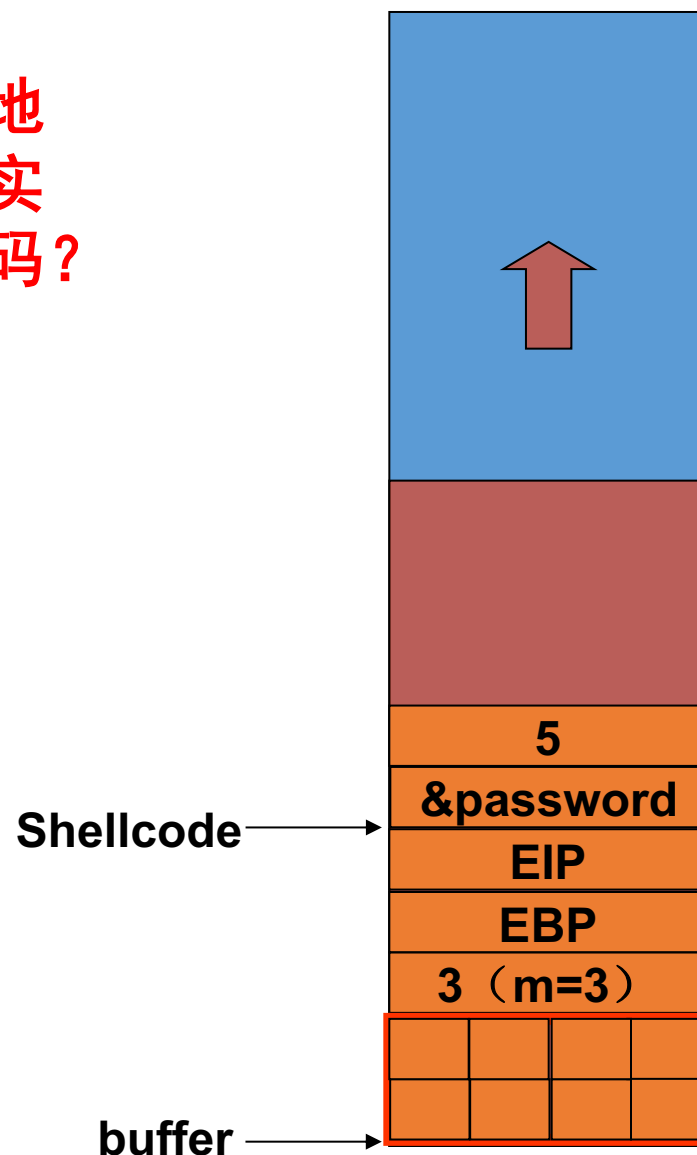 地
实
码？
5
&password
Shellcode
EIP
EBP
3（m=3）
buffer